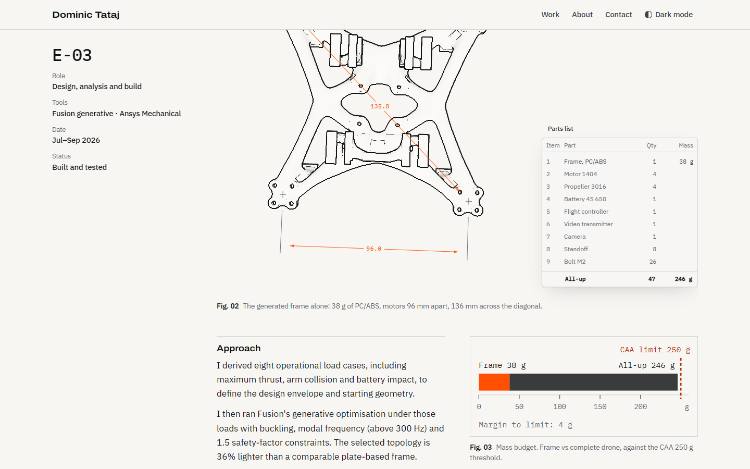 Dominic Tataj
Work About Contact Dark mode
E-03
Role
Design, analysis and build
Tools
Fusion generative · Ansys Mechanical
Date
Jul–Sep 2026
Status
Built and tested
135.8
96.0
Parts list
Item Part Qty Mass
1 Frame, PC/ABS 1 38 g
2 Motor 1404 4
3 Propeller 3016 4
4 Battery 4S 650 1
5 Flight controller 1
6 Video transmitter 1
7 Camera 1
8 Standoff 8
9 Bolt M2 26
All-up 47 246 g
Fig. 02 The generated frame alone: 38 g of PC/ABS, motors 96 mm apart, 136 mm across the diagonal.
Approach
I derived eight operational load cases, including
maximum thrust, arm collision and battery impact, to
define the design envelope and starting geometry.
I then ran Fusion's generative optimisation under those
loads with buckling, modal frequency (above 300 Hz) and
1.5 safety-factor constraints. The selected topology is
36% lighter than a comparable plate-based frame.
CAA limit 250 g
Frame 38 g All-up 246 g
0 50 100 150 200 g
Margin to limit: 4 g
Fig. 03 Mass budget. Frame vs complete drone, against the CAA 250 g
threshold.